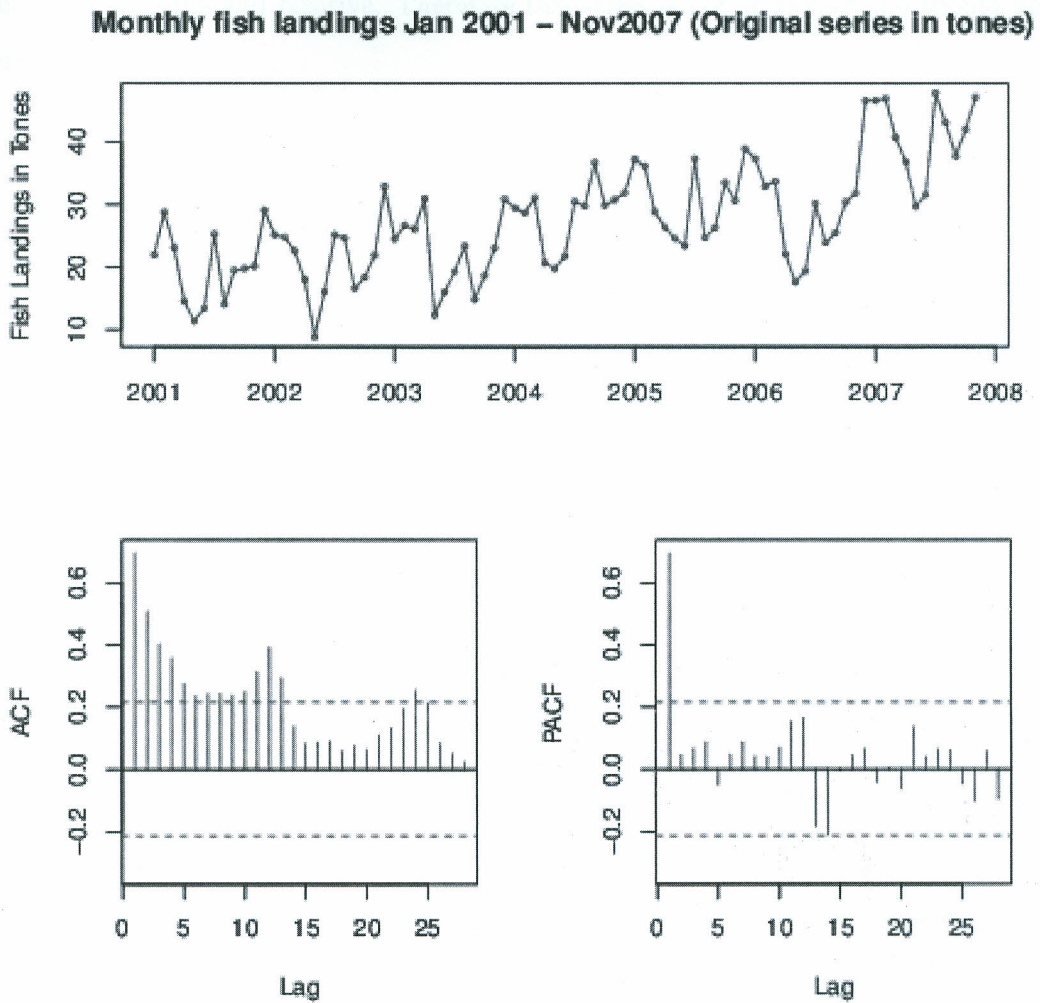 Monthly fish landings Jan 2001 – Nov2007 (Original series in tones)
Fish Landings in Tones
40
30
20
10
2001 2002 2003 2004 2005 2006 2007 2008
ACF
0.6
0.4
0.2
0.0
−0.2
0 5 10 15 20 25
Lag
PACF
0.6
0.4
0.2
0.0
−0.2
0 5 10 15 20 25
Lag